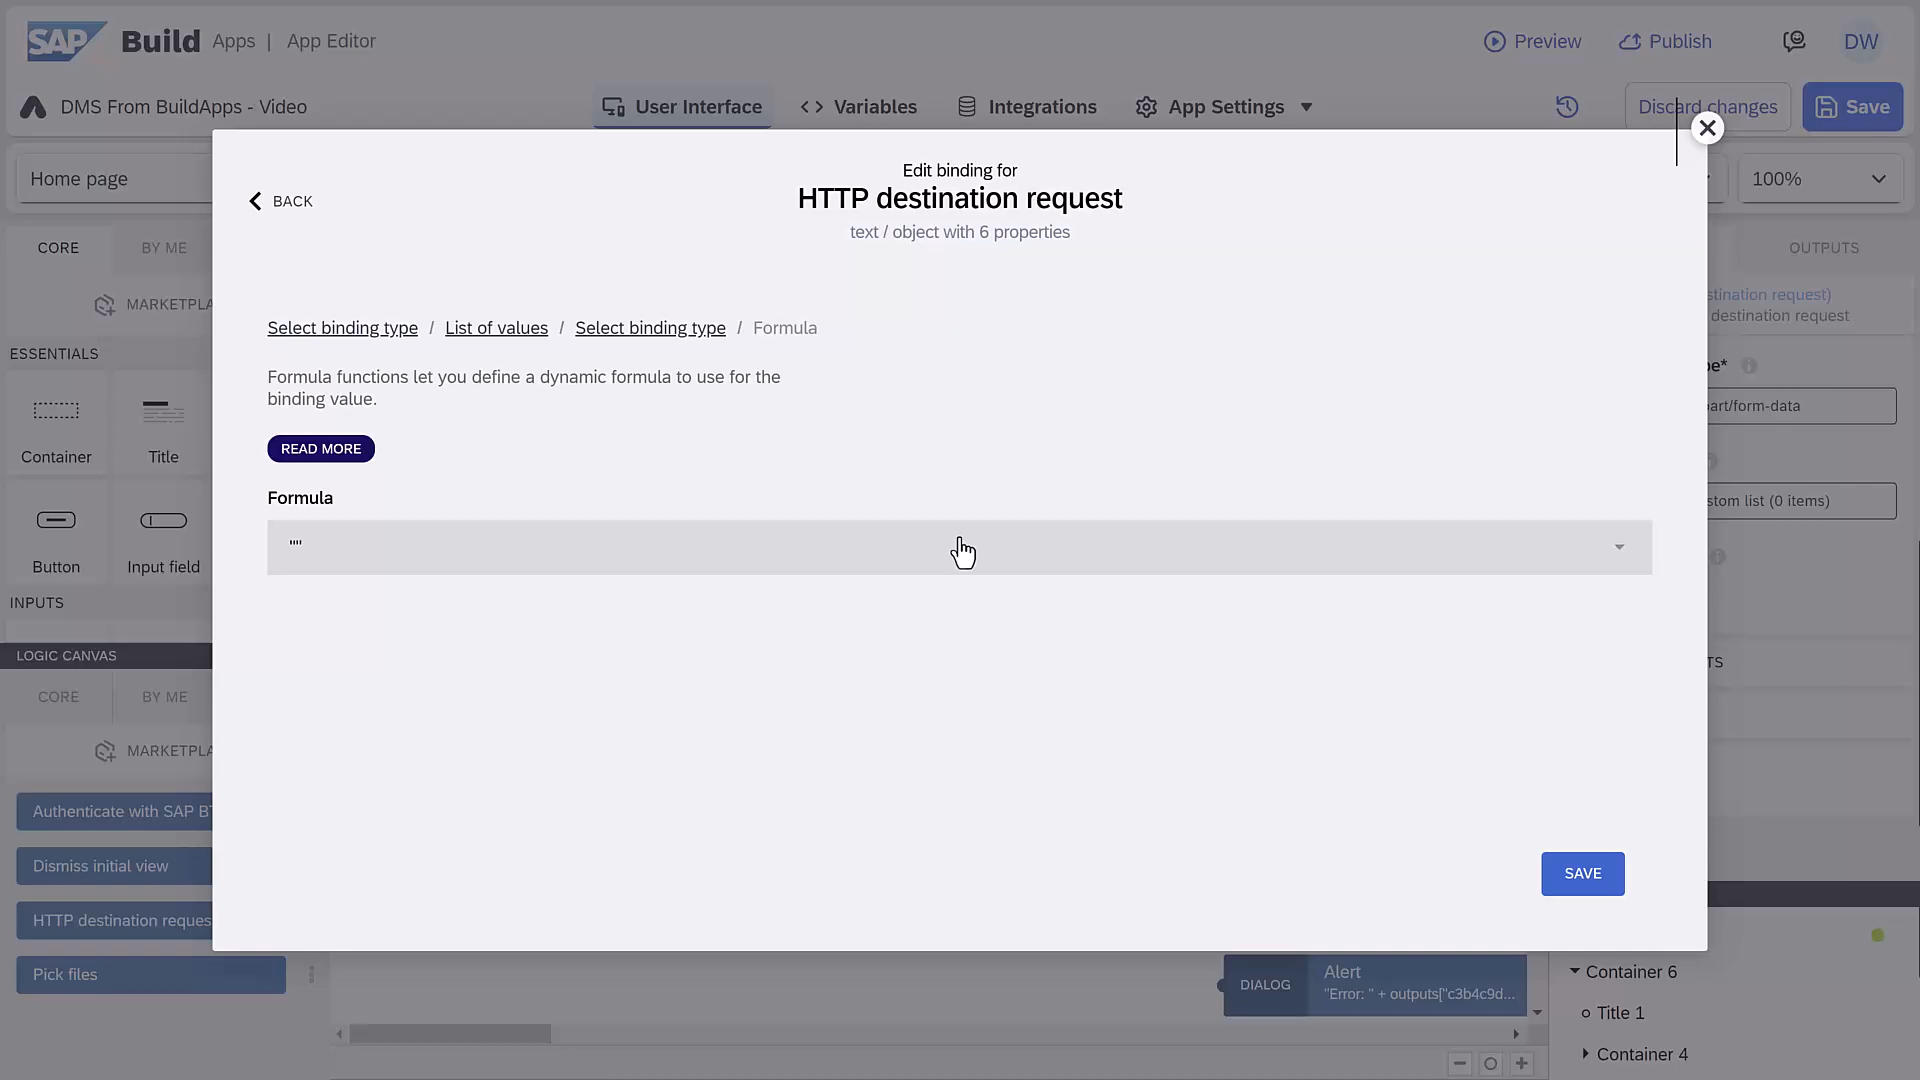 SAP Build Apps | App Editor
Preview
Publish
DW
DMS From BuildApps - Video
User Interface
Variables
Integrations
App Settings
Discard changes
Save
Home page
100%
BACK
Edit binding for
HTTP destination request
text / object with 6 properties
CORE
BY ME
OUTPUTS
MARKETPLA
stination request)
destination request
Select binding type / List of values / Select binding type / Formula
ESSENTIALS
pe*
Formula functions let you define a dynamic formula to use for the
binding value.
part/form-data
READ MORE
Container
Title
Formula
stom list (0 items)
""
Button
Input field
INPUTS
LOGIC CANVAS
TS
CORE
BY ME
MARKETPLA
Authenticate with SAP BT
Dismiss initial view
SAVE
HTTP destination reques
Pick files
DIALOG
Alert
"Error: " + outputs["c3b4c9d...
Container 6
Title 1
Container 4